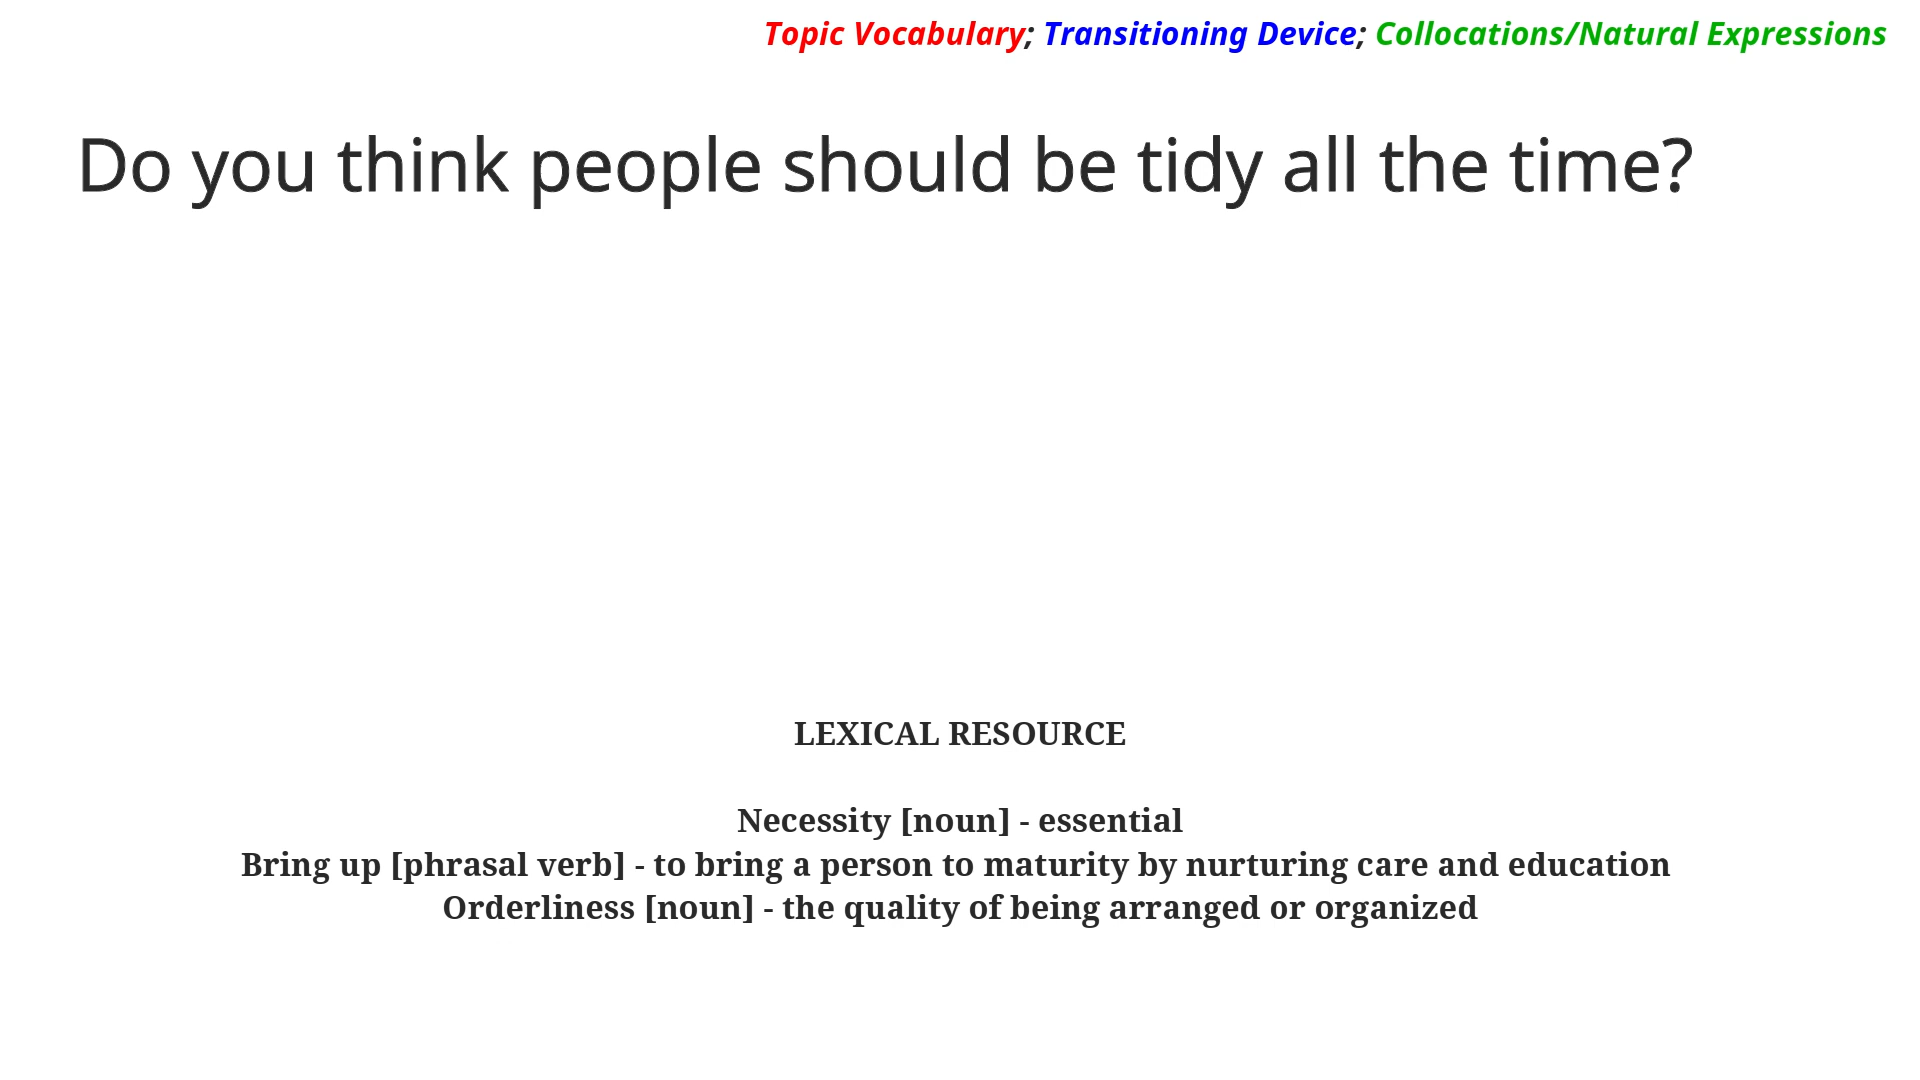 Topic Vocabulary; Transitioning Device; Collocations/Natural Expressions
Do you think people should be tidy all the time?
LEXICAL RESOURCE
Necessity [noun] - essential
Bring up [phrasal verb] - to bring a person to maturity by nurturing care and education
Orderliness [noun] - the quality of being arranged or organized